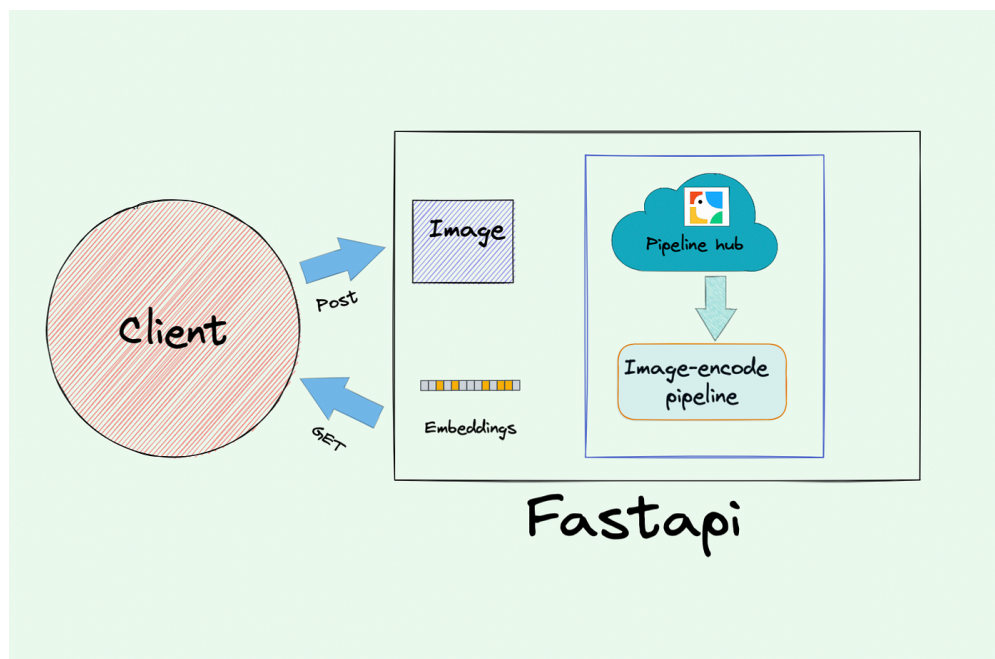 Client
Post
GET
Image
Embeddings
Pipeline hub
Image-encode
pipeline
Fastapi